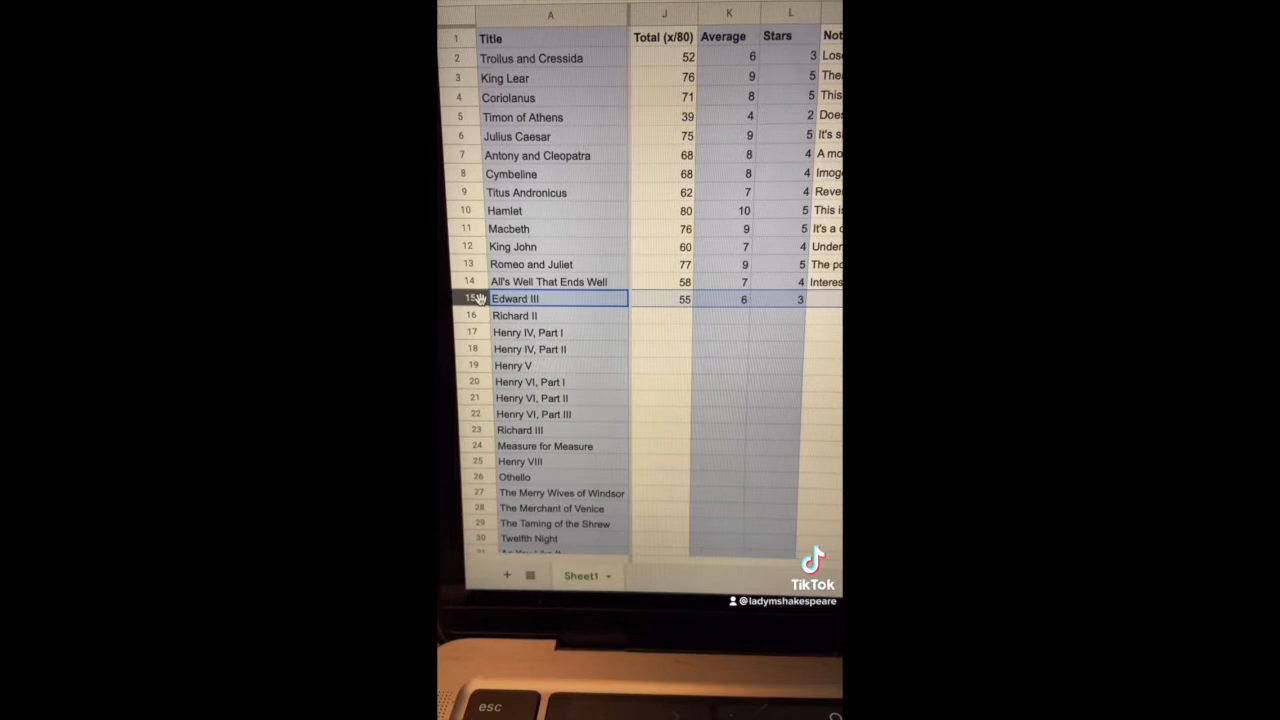 A J K L
1 Title Total (x/80) Average Stars Not
2 Troilus and Cressida 52 6 3 Lose
3 King Lear 76 9 5 The
4 Coriolanus 71 8 5 This
5 Timon of Athens 39 4 2 Doe
6 Julius Caesar 75 9 5 It's s
7 Antony and Cleopatra 68 8 4 A mo
8 Cymbeline 68 8 4 Imog
9 Titus Andronicus 62 7 4 Reve
10 Hamlet 80 10 5 This i
11 Macbeth 76 9 5 It's a
12 King John 60 7 4 Under
13 Romeo and Juliet 77 9 5 The po
14 All's Well That Ends Well 58 7 4 Interes
15 Edward III 55 6 3
16 Richard II
17 Henry IV, Part I
18 Henry IV, Part II
19 Henry V
20 Henry VI, Part I
21 Henry VI, Part II
22 Henry VI, Part III
23 Richard III
24 Measure for Measure
25 Henry VIII
26 Othello
27 The Merry Wives of Windsor
28 The Merchant of Venice
29 The Taming of the Shrew
30 Twelfth Night
Sheet1
TikTok
@ladymshakespeare
esc